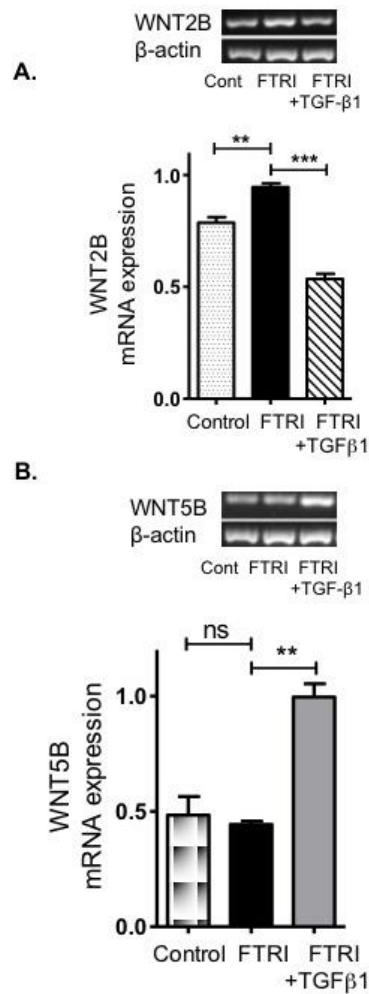 WNT2B
β-actin
A.
Cont FTRI FTRI
+TGF-β1
**
***
1.0
0.5
0.0
WNT2B
mRNA expression
Control FTRI FTRI
+TGFβ1
B.
WNT5B
β-actin
Cont FTRI FTRI
+TGF-β1
ns
**
1.0
0.5
0.0
WNT5B
mRNA expression
Control FTRI FTRI
+TGFβ1